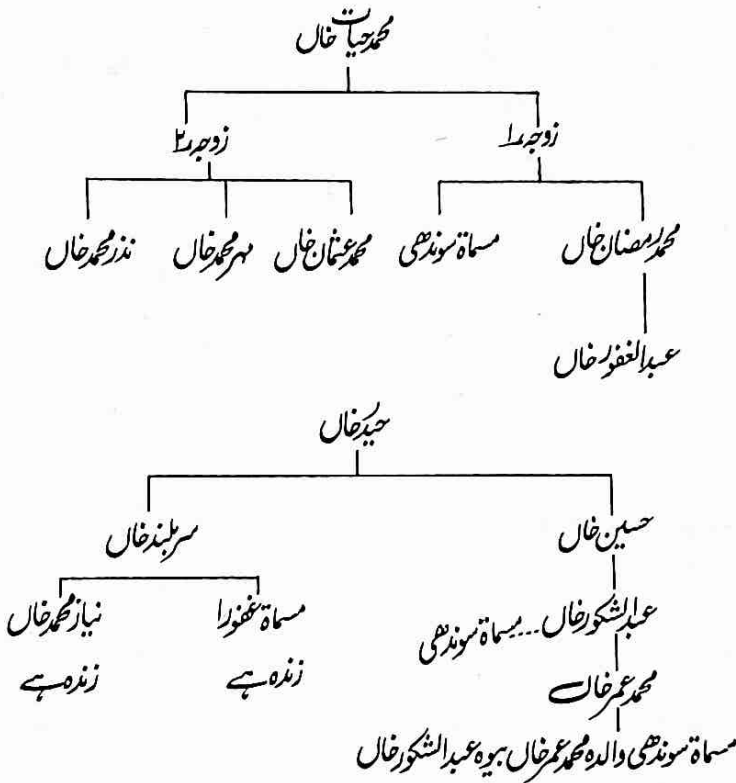 محمد حیات خاں
زوجہ ۱ زوجہ ۲
محمد رمضان خاں مسماۃ سوندھی محمد عثمان خاں مہر محمد خاں نذر محمد خاں
عبدالغفور خاں
حیدر خاں
حسین خاں سربلند خاں
عبدالشکور خاں...مسماۃ سوندھی مسماۃ غفورا نیاز محمد خاں
محمد عمر خاں زندہ ہے زندہ ہے
مسماۃ سوندھی والدہ محمد عمر خاں بیوہ عبدالشکور خاں